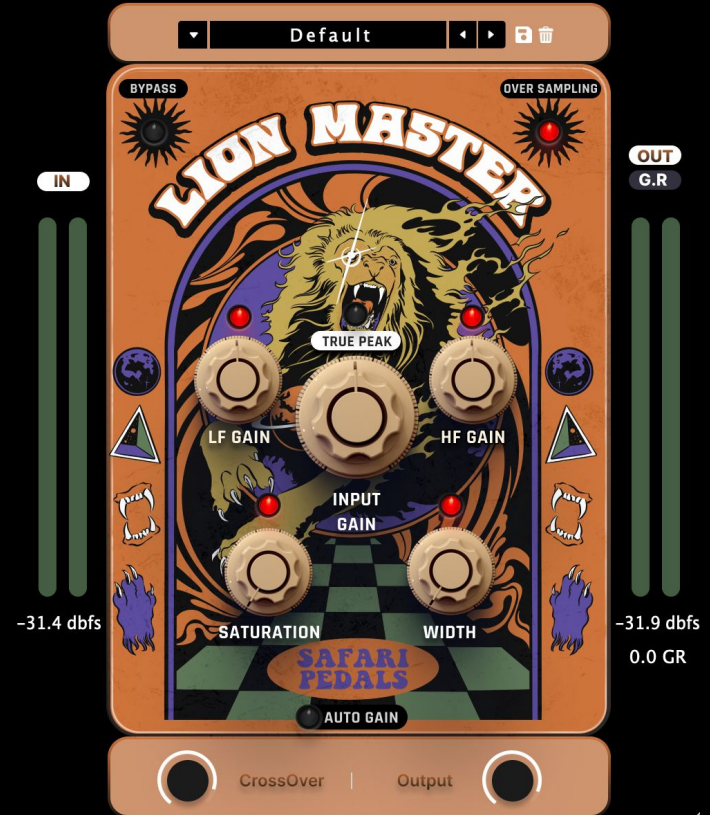 Default
BYPASS
OVER SAMPLING
LION MASTER
IN
OUT
G.R
TRUE PEAK
LF GAIN
HF GAIN
INPUT
GAIN
-31.4 dbfs
-31.9 dbfs
SATURATION
WIDTH
0.0 GR
SAFARI
PEDALS
AUTO GAIN
CrossOver | Output